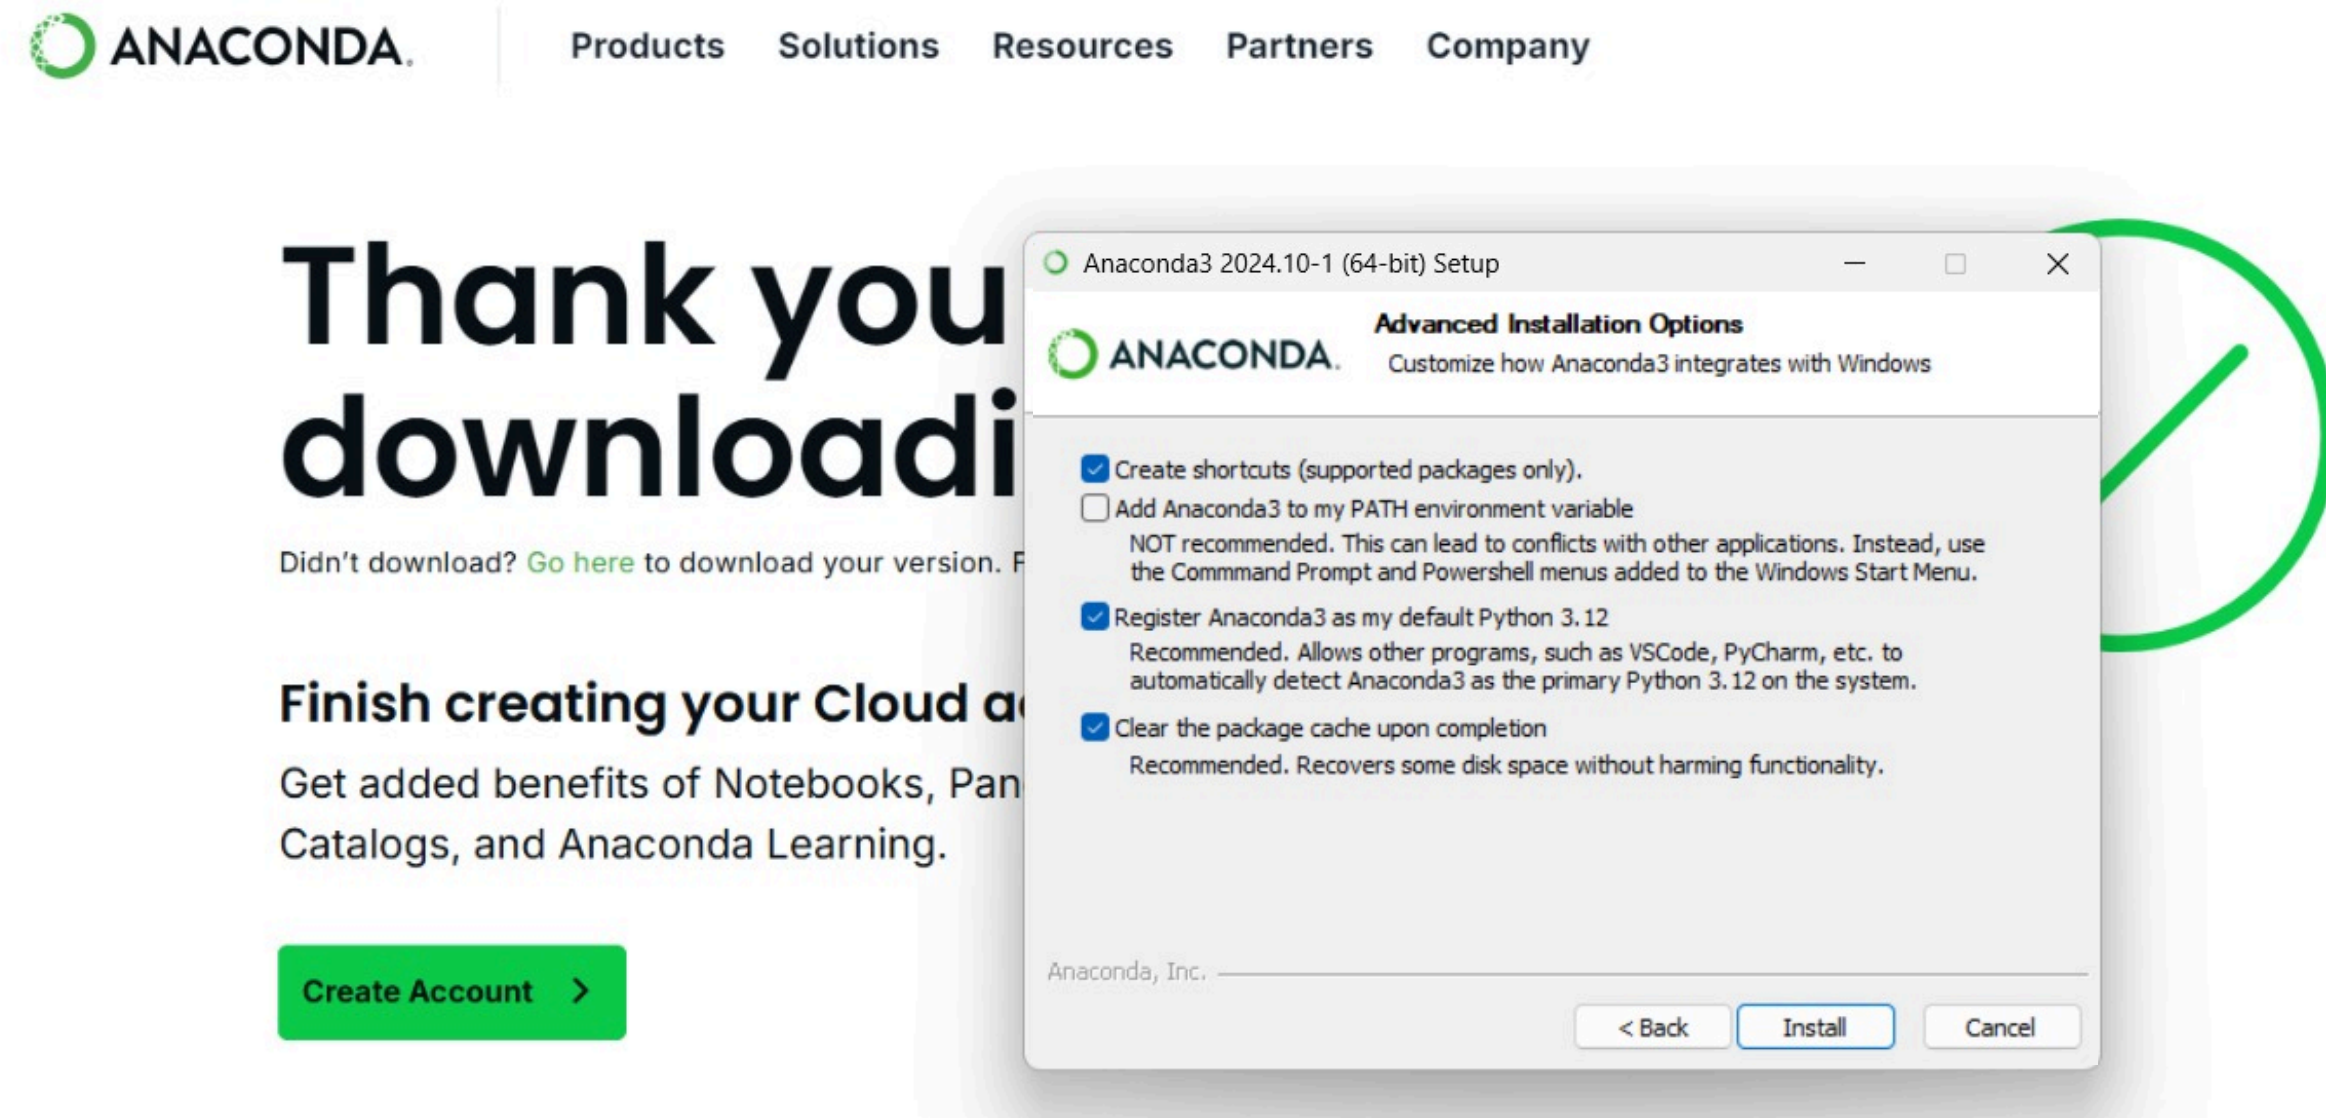 ANACONDA.
Products Solutions Resources Partners Company
Thank you
downloadi
Didn't download? Go here to download your version. F
Finish creating your Cloud a
Get added benefits of Notebooks, Pan
Catalogs, and Anaconda Learning.
Create Account
Anaconda3 2024.10-1 (64-bit) Setup
ANACONDA.
Advanced Installation Options
Customize how Anaconda3 integrates with Windows
Create shortcuts (supported packages only).
Add Anaconda3 to my PATH environment variable
NOT recommended. This can lead to conflicts with other applications. Instead, use
the Commmand Prompt and Powershell menus added to the Windows Start Menu.
Register Anaconda3 as my default Python 3.12
Recommended. Allows other programs, such as VSCode, PyCharm, etc. to
automatically detect Anaconda3 as the primary Python 3.12 on the system.
Clear the package cache upon completion
Recommended. Recovers some disk space without harming functionality.
Anaconda, Inc.
< Back Install Cancel